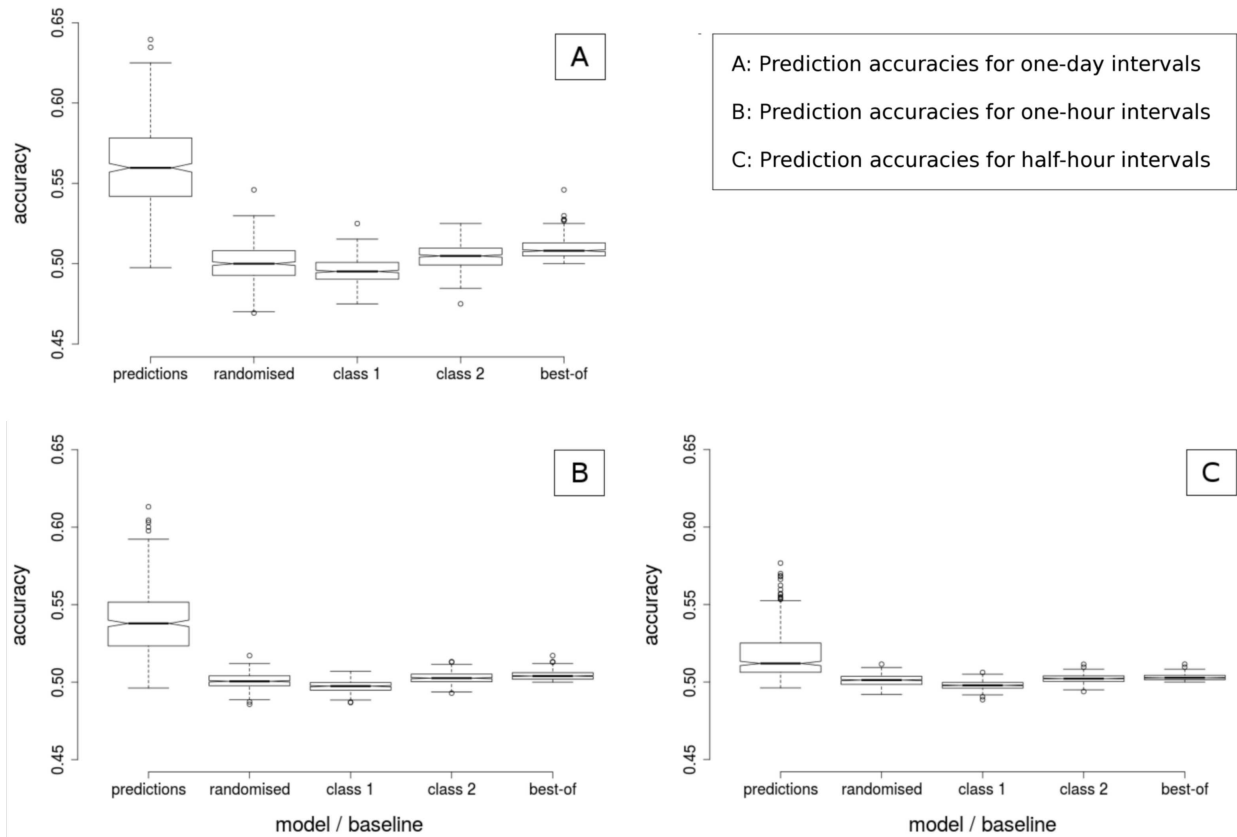 A
0.65
0.60
0.55
0.50
0.45
accuracy
predictions randomised class 1 class 2 best-of
A: Prediction accuracies for one-day intervals
B: Prediction accuracies for one-hour intervals
C: Prediction accuracies for half-hour intervals
B
0.65
0.60
0.55
0.50
0.45
accuracy
predictions randomised class 1 class 2 best-of
model / baseline
C
0.65
0.60
0.55
0.50
0.45
accuracy
predictions randomised class 1 class 2 best-of
model / baseline